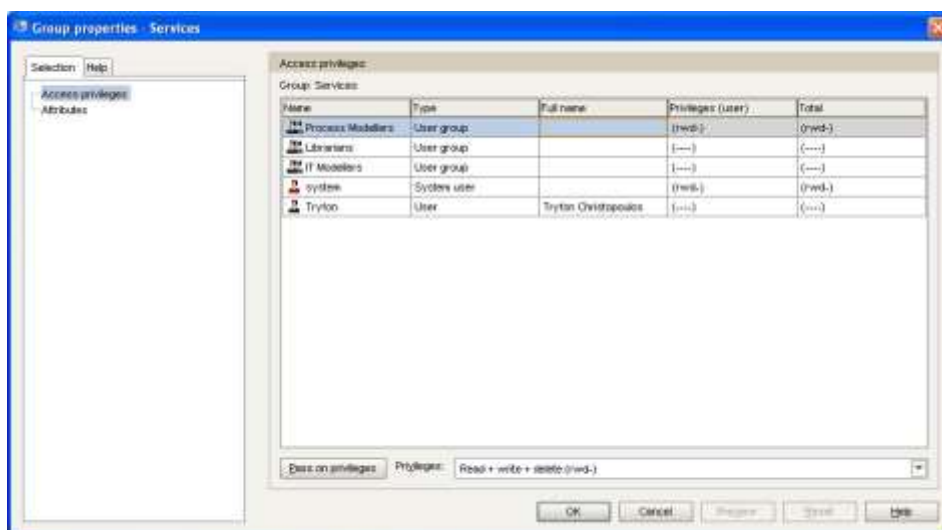 Group properties - Services
Selection Help
Access privileges
Attributes
Access privileges
Group: Services
Name Type Full name Privileges (user) Total
Process Modellers User group (rwd-) (rwd-)
Librarians User group (----) (----)
IT Modellers User group (----) (----)
system System user (rwd-) (rwd-)
Tryton User Tryton Christopoulos (----) (----)
Pass on privileges Privileges: Read + write + delete (rwd-)
OK Cancel Reset Help